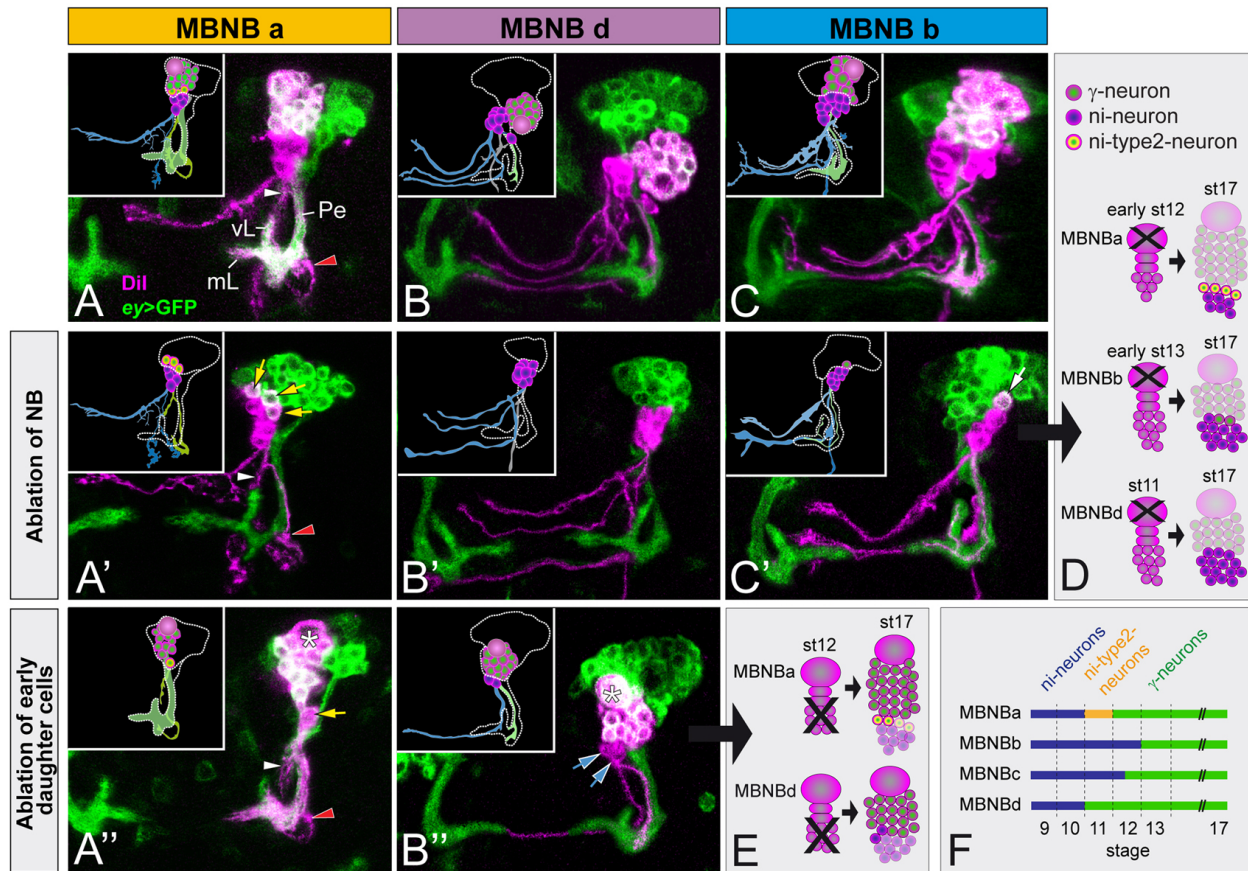 MBNB a
MBNB d
MBNB b
Pe
vL
mL
DiI
ey>GFP
A
B
C
γ-neuron
ni-neuron
ni-type2-neuron
st17
early st12
MBNBa
early st13
st17
MBNBb
st11
st17
MBNBd
D
Ablation of NB
A'
B'
C'
Ablation of early
daughter cells
*
A''
*
B''
st12
st17
MBNBa
MBNBd
E
ni-neurons
ni-type2-
neurons
γ-neurons
MBNBa
MBNBb
MBNBc
MBNBd
//
//
//
//
9 10 11 12 13 17
stage
F